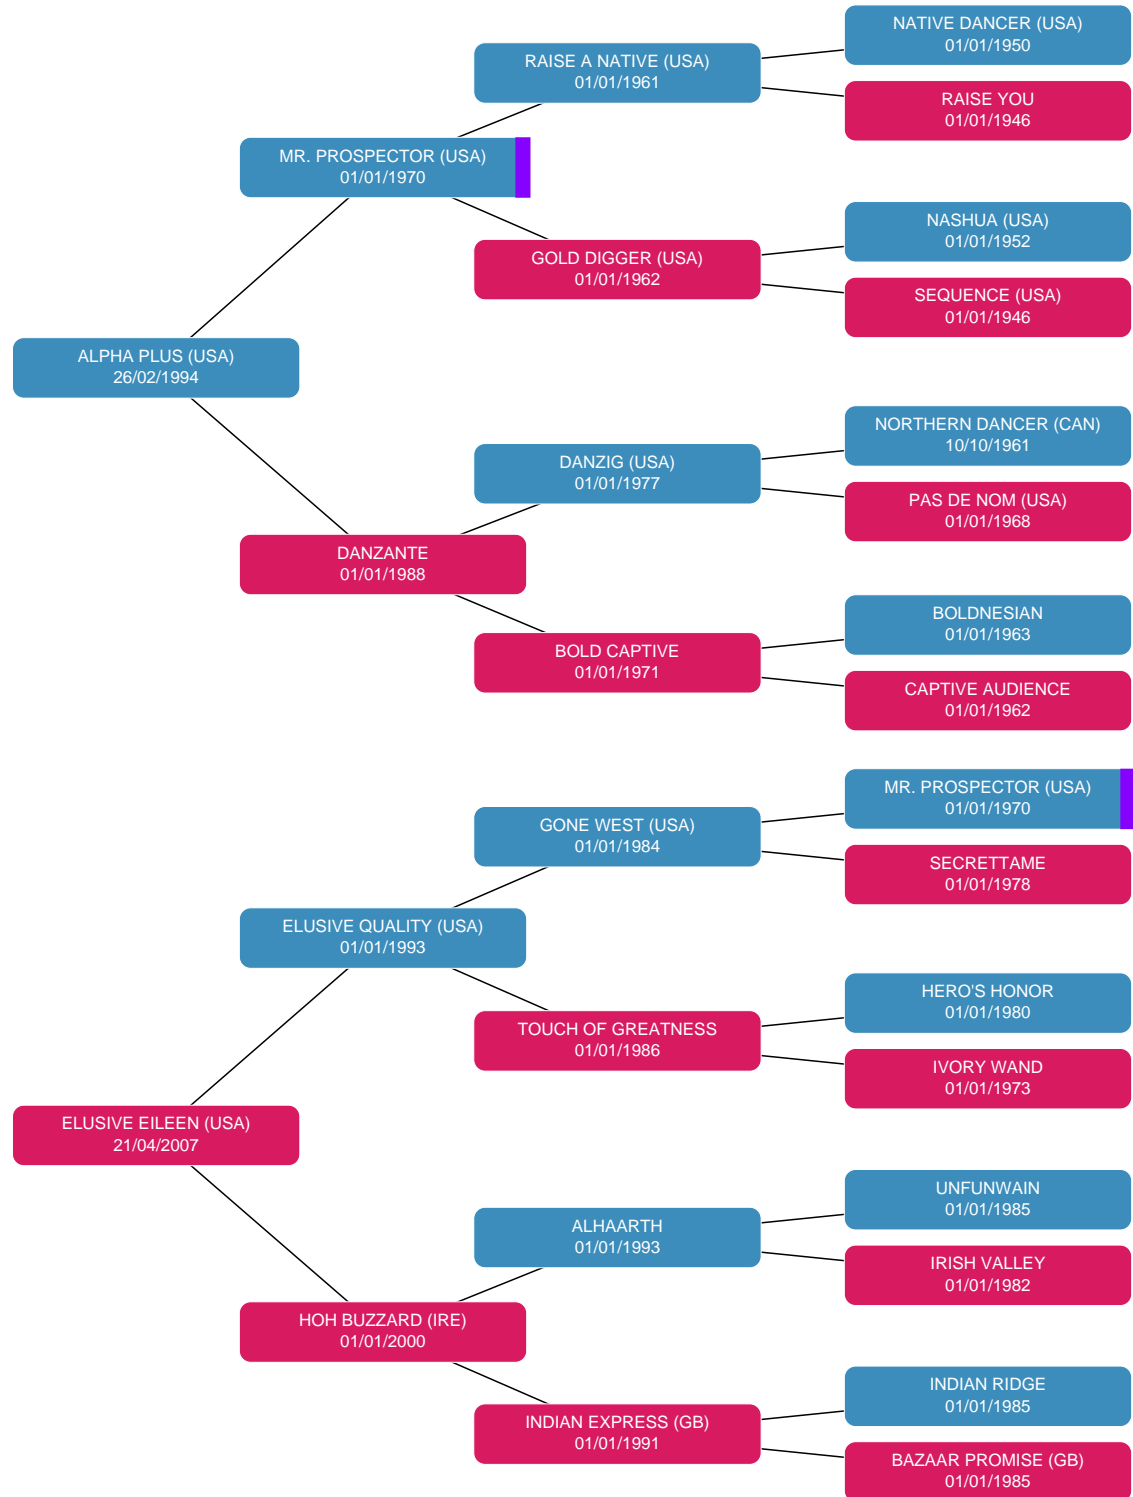 NATIVE DANCER (USA)
01/01/1950
RAISE A NATIVE (USA)
01/01/1961
RAISE YOU
01/01/1946
MR. PROSPECTOR (USA)
01/01/1970
NASHUA (USA)
01/01/1952
GOLD DIGGER (USA)
01/01/1962
SEQUENCE (USA)
01/01/1946
ALPHA PLUS (USA)
26/02/1994
NORTHERN DANCER (CAN)
10/10/1961
DANZIG (USA)
01/01/1977
PAS DE NOM (USA)
01/01/1968
DANZANTE
01/01/1988
BOLDNESIAN
01/01/1963
BOLD CAPTIVE
01/01/1971
CAPTIVE AUDIENCE
01/01/1962
MR. PROSPECTOR (USA)
01/01/1970
GONE WEST (USA)
01/01/1984
SECRETTAME
01/01/1978
ELUSIVE QUALITY (USA)
01/01/1993
HERO'S HONOR
01/01/1980
TOUCH OF GREATNESS
01/01/1986
IVORY WAND
01/01/1973
ELUSIVE EILEEN (USA)
21/04/2007
UNFUNWAIN
01/01/1985
ALHAARTH
01/01/1993
IRISH VALLEY
01/01/1982
HOH BUZZARD (IRE)
01/01/2000
INDIAN RIDGE
01/01/1985
INDIAN EXPRESS (GB)
01/01/1991
BAZAAR PROMISE (GB)
01/01/1985